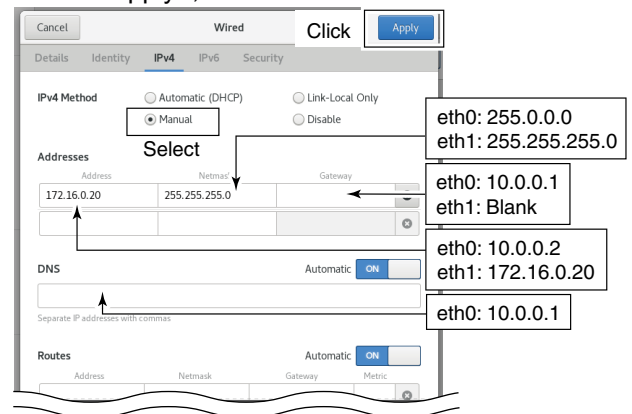 Cancel Wired Click Apply
Details Identity IPv4 IPv6 Security
IPv4 Method Automatic (DHCP) Link-Local Only
Manual Disable
Select
eth0: 255.0.0.0
eth1: 255.255.255.0
Addresses
Address Netmas Gateway
172.16.0.20 255.255.255.0
eth0: 10.0.0.1
eth1: Blank
eth0: 10.0.0.2
eth1: 172.16.0.20
DNS Automatic ON
eth0: 10.0.0.1
Separate IP addresses with commas
Routes Automatic ON
Address Netmask Gateway Metric